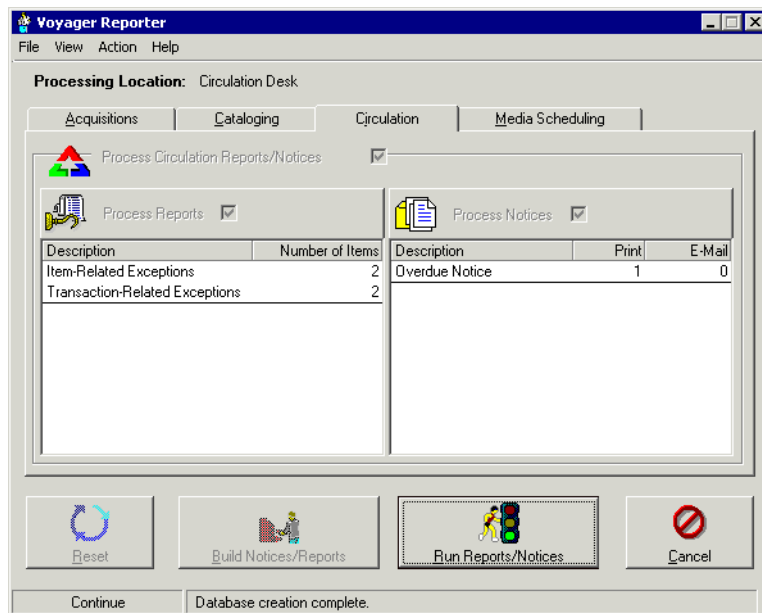 Voyager Reporter
File View Action Help
Processing Location: Circulation Desk
Acquisitions Cataloging Circulation Media Scheduling
Process Circulation Reports/Notices
Process Reports Process Notices
Description Number of Items Description Print E-Mail
Item-Related Exceptions 2 Overdue Notice 1 0
Transaction-Related Exceptions 2
Reset Build Notices/Reports Run Reports/Notices Cancel
Continue Database creation complete.